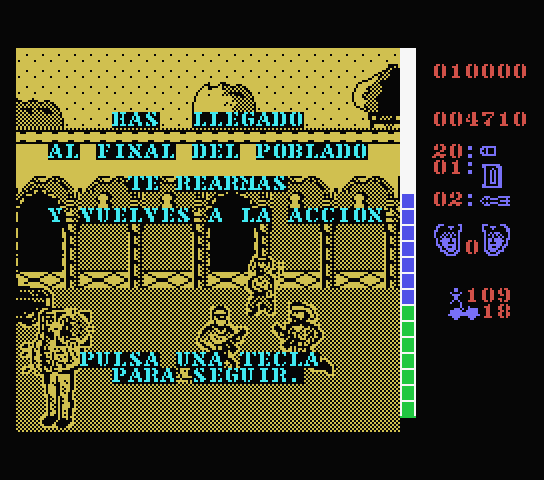 010000
HAS LLEGADO
004710
AL FINAL DEL POBLADO
20:
01:
TE REARMAS
02:
Y VUELVES A LA ACCION
0
109
18
PULSA UNA TECLA
PARA SEGUIR.